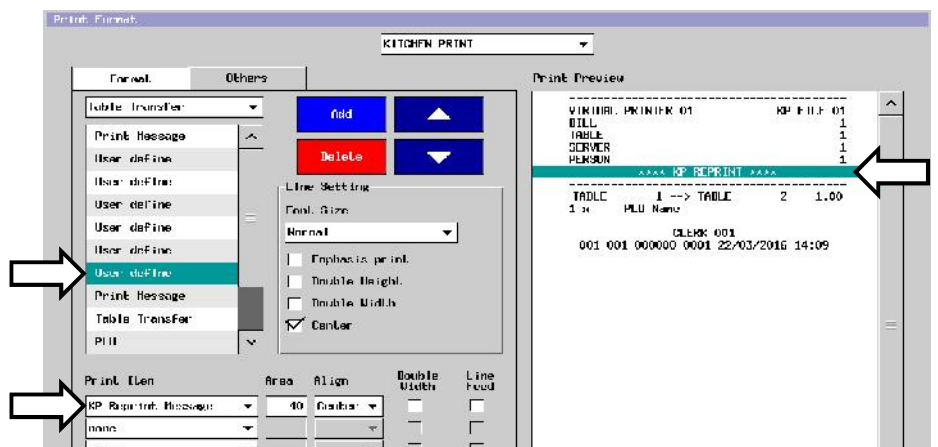 Print Format
KITCHEN PRINT
Format
Others
Print Preview
Table Transfer
Add
Delete
Print Message
User define
User define
User define
User define
User define
User define
Print Message
Table Transfer
PLU
Line Setting
Font Size
Normal
Emphasis print
Double Height
Double Width
Center
Print Item
Area
Align
Double Width
Line Feed
KP Reprint Message
40
Center
none
VIRTUAL PRINTER 01 KP FILE 01
BILL 1
TABLE 1
SERVER 1
PERSON 1
**** KP REPRINT ****
TABLE 1 --> TABLE 2 1.00
1 x PLU Name
CLERK 001
001 001 000000 0001 22/03/2016 14:09